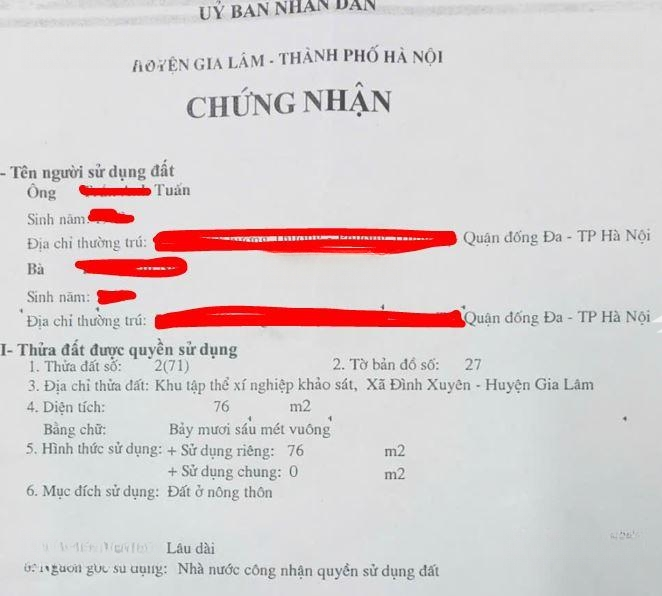 UỶ BAN NHÂN DÂN
HUYỆN GIA LÂM - THÀNH PHỐ HÀ NỘI
CHỨNG NHẬN
- Tên người sử dụng đất
Ông Tuấn
Sinh năm:
Địa chỉ thường trú: Quận đống Đa - TP Hà Nội
Bà
Sinh năm:
Địa chỉ thường trú: Quận đống Đa - TP Hà Nội
I- Thửa đất được quyền sử dụng
1. Thửa đất số: 2(71) 2. Tờ bản đồ số: 27
3. Địa chỉ thửa đất: Khu tập thể xí nghiệp khảo sát, Xã Đình Xuyên - Huyện Gia Lâm
4. Diện tích: 76 m2
Bằng chữ: Bảy mươi sáu mét vuông
5. Hình thức sử dụng: + Sử dụng riêng: 76 m2
+ Sử dụng chung: 0 m2
6. Mục đích sử dụng: Đất ở nông thôn
Lâu dài
Nguồn gốc sử dụng: Nhà nước công nhận quyền sử dụng đất